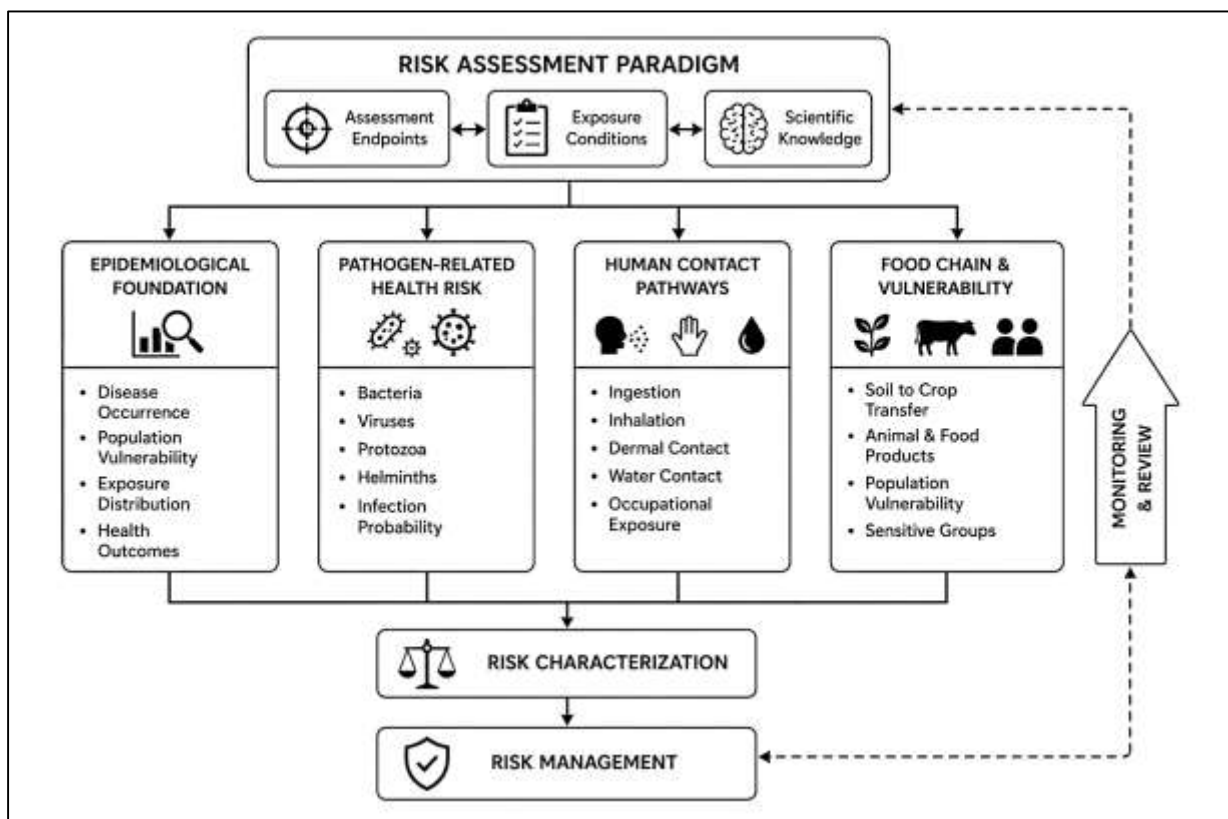 RISK ASSESSMENT PARADIGM
Assessment
Endpoints
Exposure
Conditions
Scientific
Knowledge
EPIDEMIOLOGICAL
FOUNDATION
• Disease
Occurrence
• Population
Vulnerability
• Exposure
Distribution
• Health
Outcomes
PATHOGEN-RELATED
HEALTH RISK
• Bacteria
• Viruses
• Protozoa
• Helminths
• Infection
Probability
HUMAN CONTACT
PATHWAYS
• Ingestion
• Inhalation
• Dermal Contact
• Water Contact
• Occupational
Exposure
FOOD CHAIN &
VULNERABILITY
• Soil to Crop
Transfer
• Animal & Food
Products
• Population
Vulnerability
• Sensitive Groups
MONITORING
& REVIEW
RISK CHARACTERIZATION
RISK MANAGEMENT